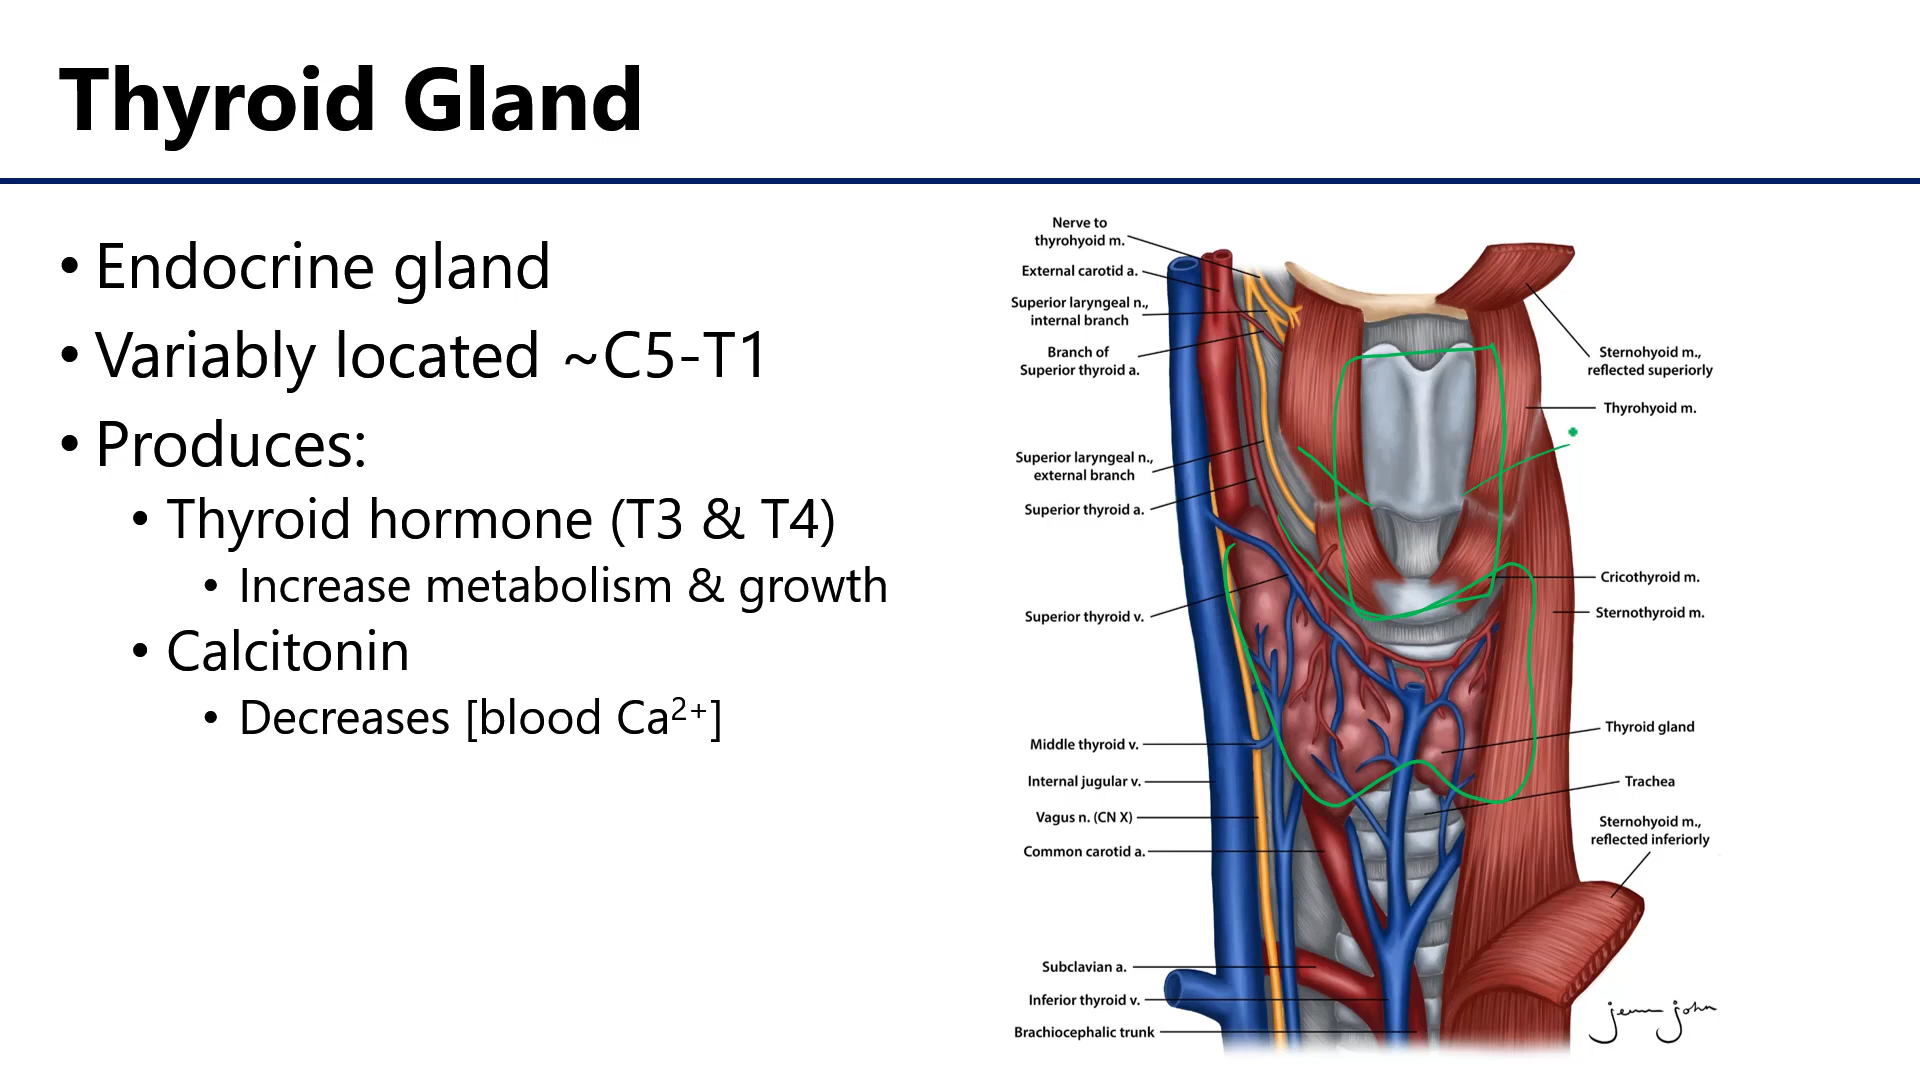 Thyroid Gland
• Endocrine gland
• Variably located ~C5-T1
• Produces:
• Thyroid hormone (T3 & T4)
• Increase metabolism & growth
• Calcitonin
• Decreases [blood Ca²⁺]
Nerve to
thyrohyoid m.
External carotid a.
Superior laryngeal n.,
internal branch
Branch of
Superior thyroid a.
Superior laryngeal n.,
external branch
Superior thyroid a.
Superior thyroid v.
Middle thyroid v.
Internal jugular v.
Vagus n. (CN X)
Common carotid a.
Subclavian a.
Inferior thyroid v.
Brachiocephalic trunk
Sternohyoid m.,
reflected superiorly
Thyrohyoid m.
Cricothyroid m.
Sternothyroid m.
Thyroid gland
Trachea
Sternohyoid m.,
reflected inferiorly
john